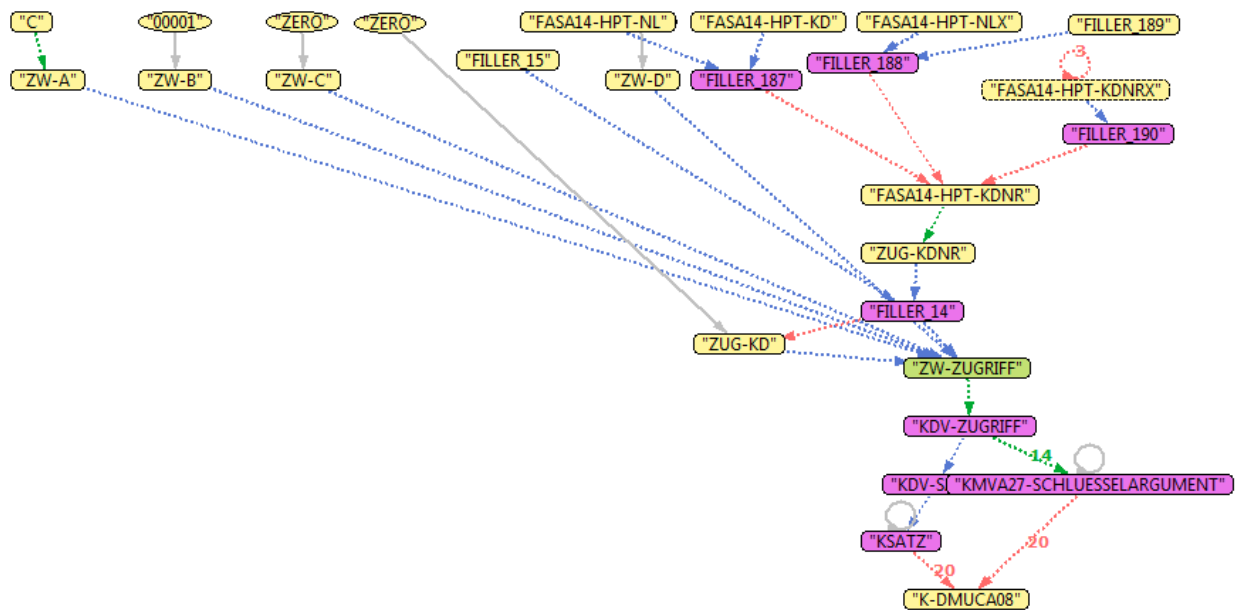 "C"
"00001"
"ZERO"
"ZERO"
"FASA14-HPT-NL"
"FASA14-HPT-KD"
"FASA14-HPT-NLX"
"FILLER_189"
"FILLER_15"
"ZW-A"
"ZW-B"
"ZW-C"
"ZW-D"
"FILLER_187"
"FILLER_188"
3
"FASA14-HPT-KDNRX"
"FILLER_190"
"FASA14-HPT-KDNR"
"ZUG-KDNR"
"FILLER_14"
"ZUG-KD"
"ZW-ZUGRIFF"
"KDV-ZUGRIFF"
14
"KDV-S
"KMVA27-SCHLUESSELARGUMENT"
"KSATZ"
20
20
"K-DMUCA08"